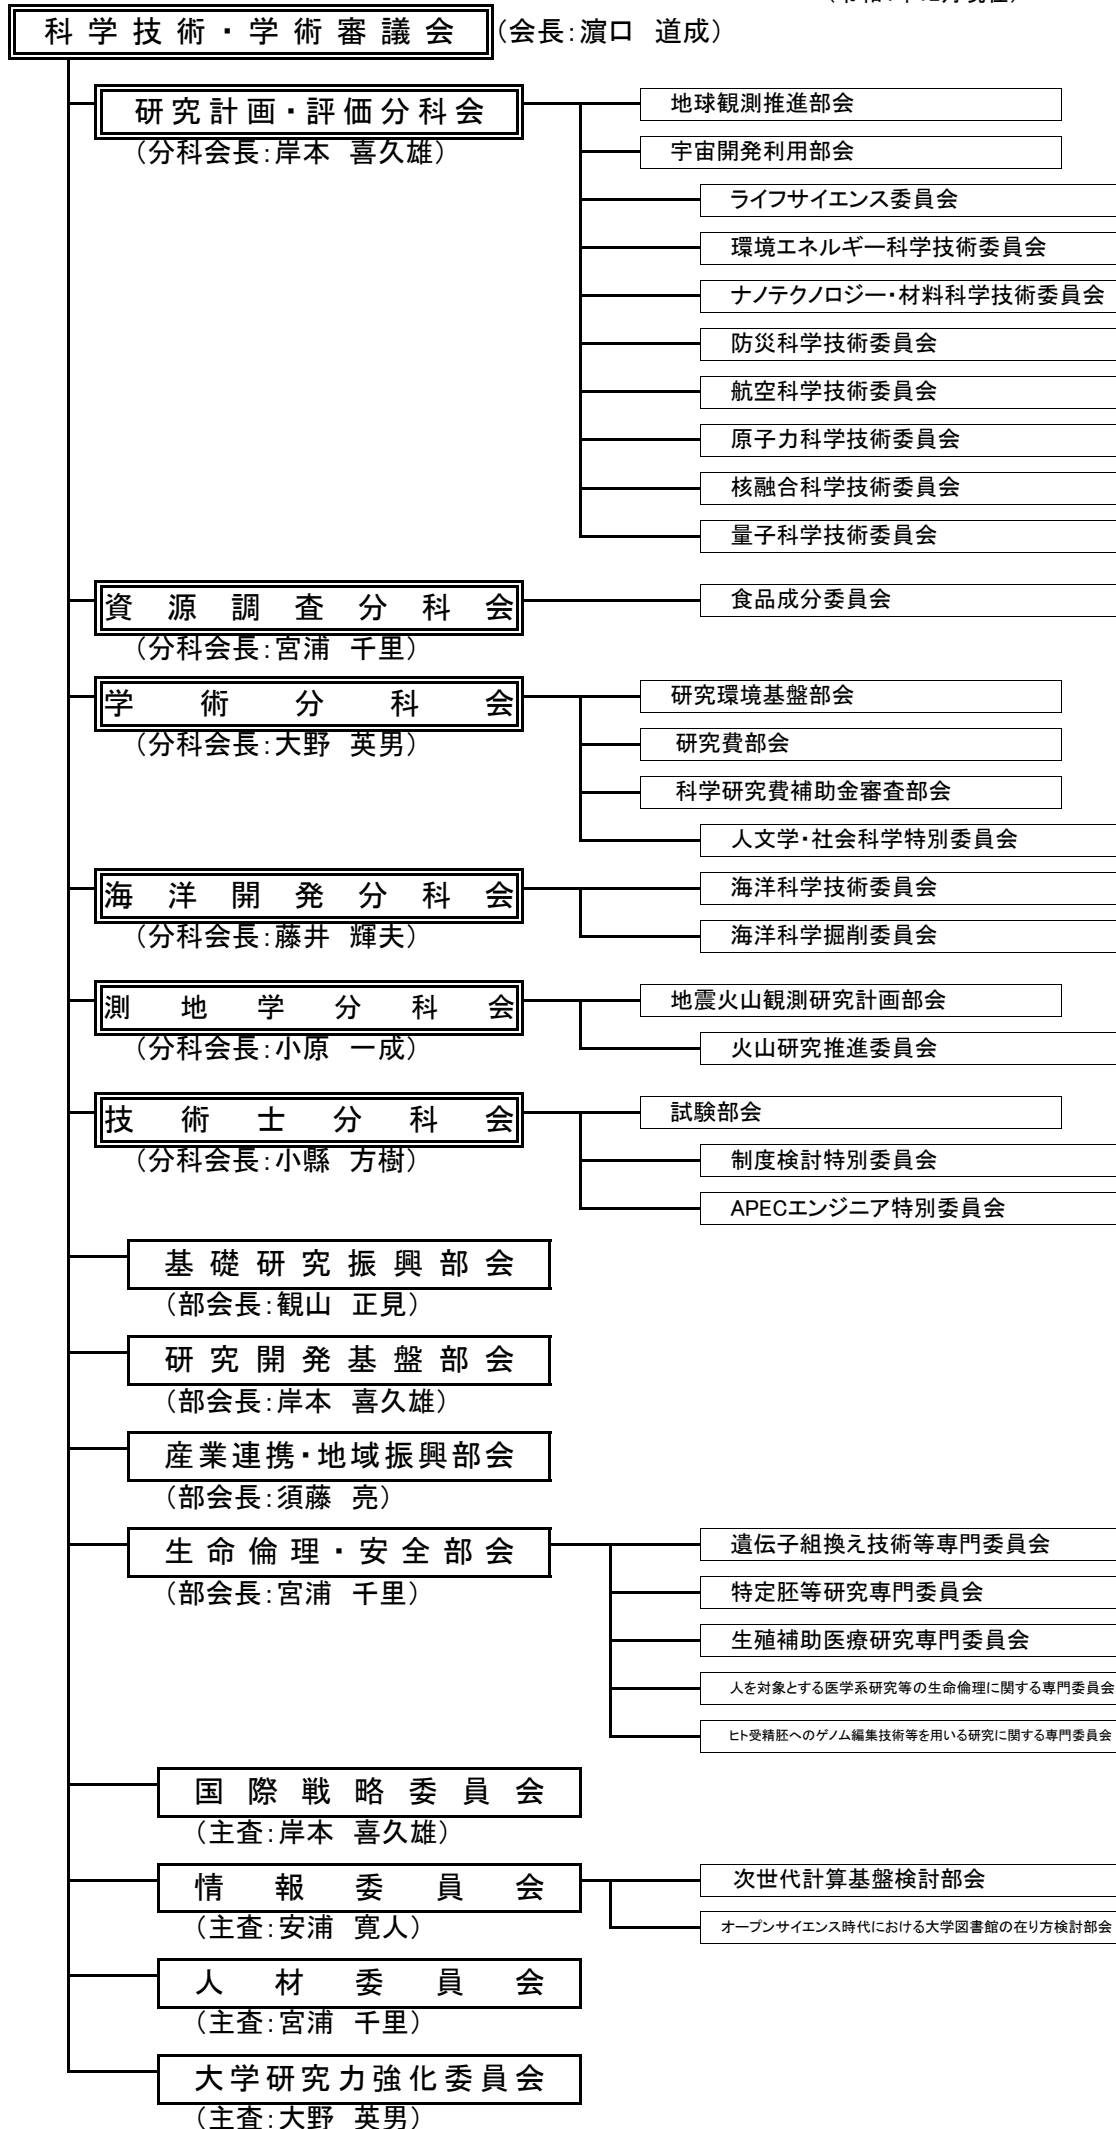 科学技術・学術審議会 (会長:濵口 道成)
研究計画・評価分科会
(分科会長:岸本 喜久雄)
地球観測推進部会
宇宙開発利用部会
ライフサイエンス委員会
環境エネルギー科学技術委員会
ナノテクノロジー・材料科学技術委員会
防災科学技術委員会
航空科学技術委員会
原子力科学技術委員会
核融合科学技術委員会
量子科学技術委員会
資源調査分科会
(分科会長:宮浦 千里)
食品成分委員会
学術分科会
(分科会長:大野 英男)
研究環境基盤部会
研究費部会
科学研究費補助金審査部会
人文学・社会科学特別委員会
海洋開発分科会
(分科会長:藤井 輝夫)
海洋科学技術委員会
海洋科学掘削委員会
測地学分科会
(分科会長:小原 一成)
地震火山観測研究計画部会
火山研究推進委員会
技術士分科会
(分科会長:小縣 方樹)
試験部会
制度検討特別委員会
APECエンジニア特別委員会
基礎研究振興部会
(部会長:観山 正見)
研究開発基盤部会
(部会長:岸本 喜久雄)
産業連携・地域振興部会
(部会長:須藤 亮)
生命倫理・安全部会
(部会長:宮浦 千里)
遺伝子組換え技術等専門委員会
特定胚等研究専門委員会
生殖補助医療研究専門委員会
人を対象とする医学系研究等の生命倫理に関する専門委員会
ヒト受精胚へのゲノム編集技術等を用いる研究に関する専門委員会
国際戦略委員会
(主査:岸本 喜久雄)
情報委員会
(主査:安浦 寛人)
次世代計算基盤検討部会
オープンサイエンス時代における大学図書館の在り方検討部会
人材委員会
(主査:宮浦 千里)
大学研究力強化委員会
(主査:大野 英男)